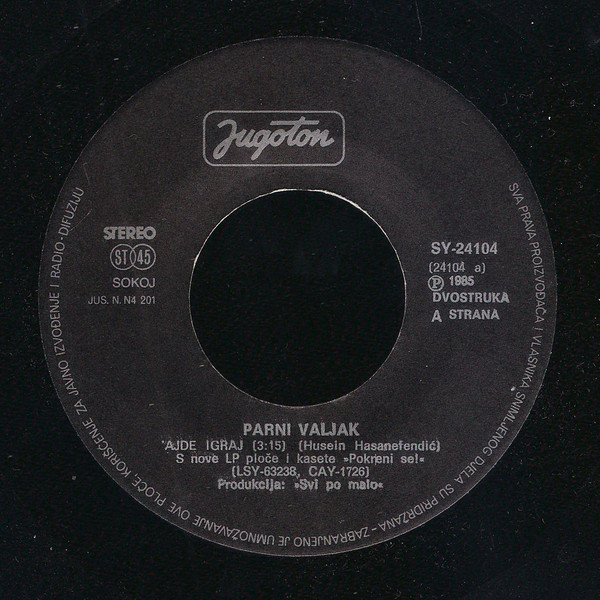 Jugoton
STEREO
ST 45
SOKOJ
JUS. N. N4 201
SY-24104
(24104 a)
Ⓟ 1985
DVOSTRUKA
A STRANA
PARNI VALJAK
'AJDE IGRAJ (3:15) (Husein Hasanefendić)
S nove LP ploče i kasete »Pokreni se!«
(LSY-63238, CAY-1726)
Produkcija: »Svi po malo«
SVA PRAVA PROIZVOĐAČA I VLASNIKA SNIMLJENOG DJELA SU PRIDRŽANA - ZABRANJENO JE UMNOŽAVANJE OVE PLOČE KORIŠĆENJE ZA JAVNO IZVOĐENJE I RADIO-DIFUZIJU